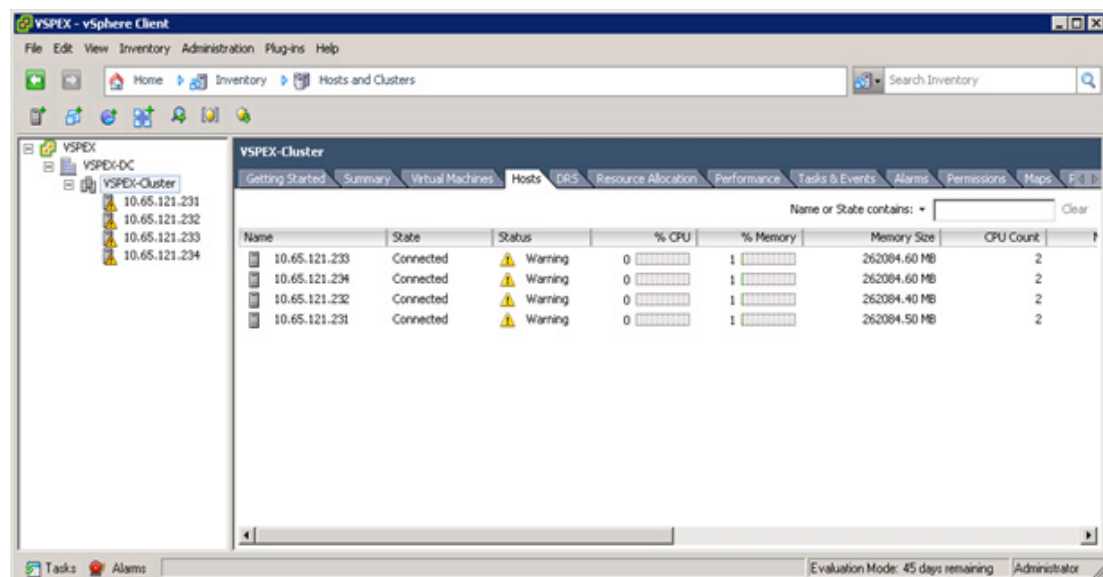 VSPEX - vSphere Client
File Edit View Inventory Administration Plug-ins Help
Home Inventory Hosts and Clusters Search Inventory
VSPEX
VSPEX-DC
VSPEX-Cluster
10.65.121.231
10.65.121.232
10.65.121.233
10.65.121.234
VSPEX-Cluster
Getting Started Summary Virtual Machines Hosts DRS Resource Allocation Performance Tasks & Events Alarms Permissions Maps
Name or State contains: Clear
Name State Status % CPU % Memory Memory Size CPU Count
10.65.121.233 Connected Warning 0 1 262084.60 MB 2
10.65.121.234 Connected Warning 0 1 262084.60 MB 2
10.65.121.232 Connected Warning 0 1 262084.40 MB 2
10.65.121.231 Connected Warning 0 1 262084.50 MB 2
Tasks Alarms Evaluation Mode: 45 days remaining Administrator